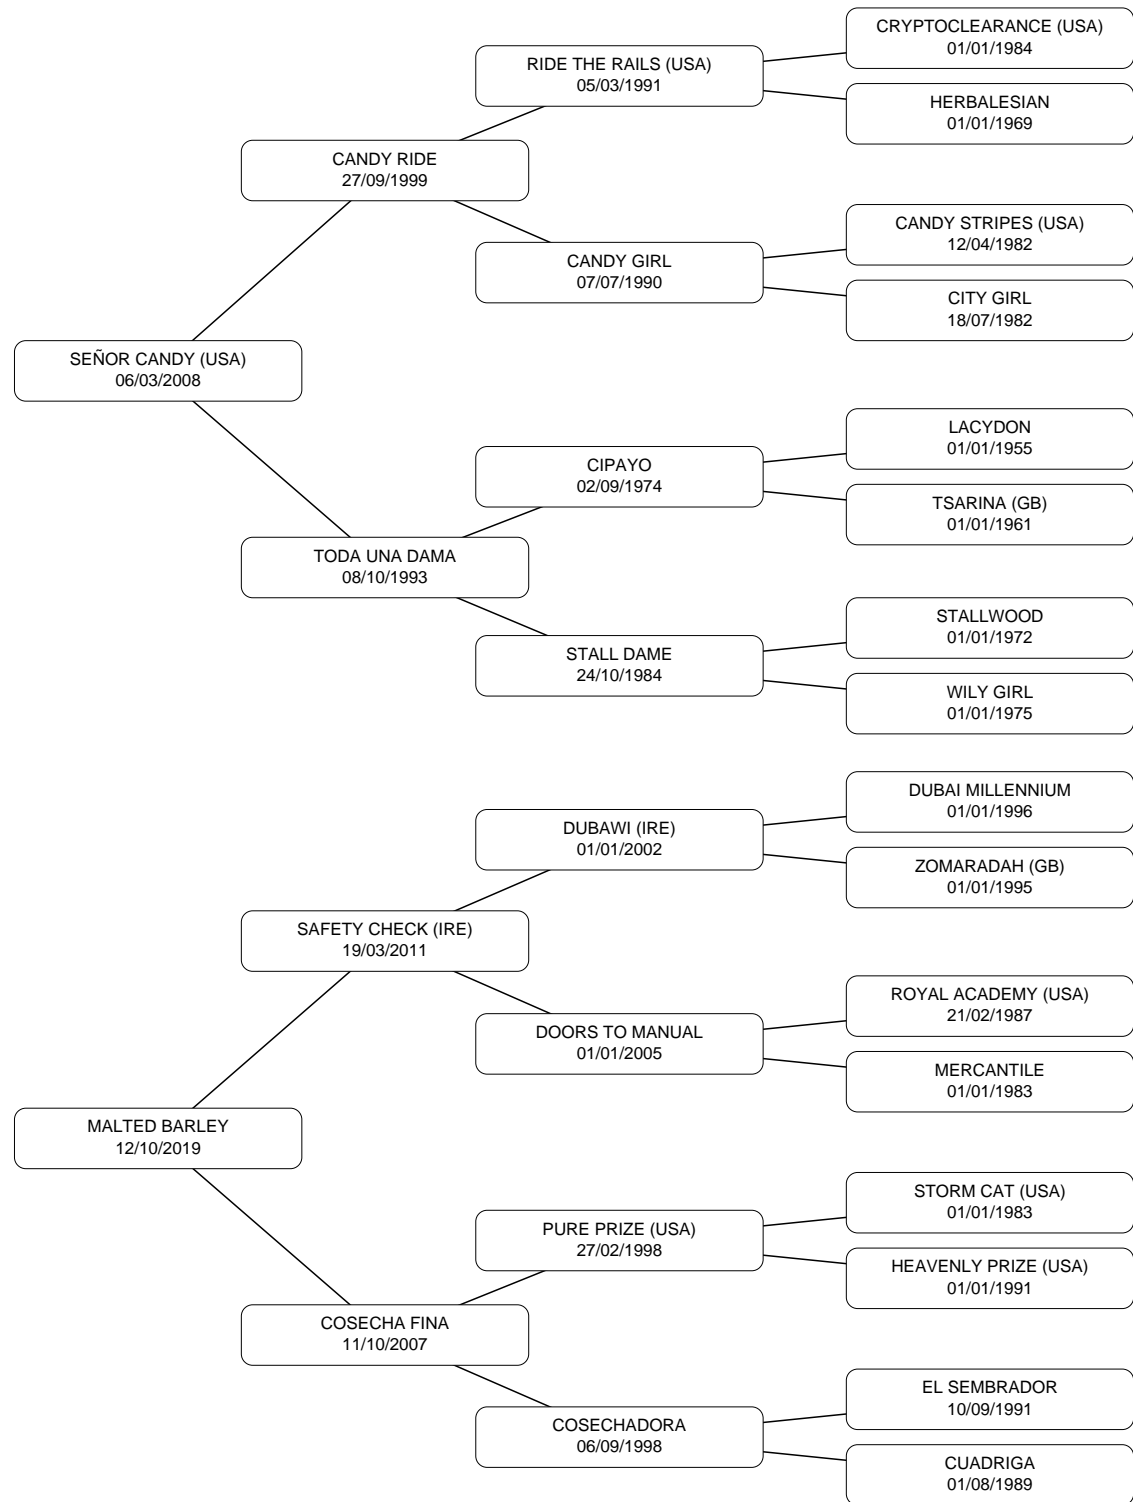 CRYPTOCLEARANCE (USA)
01/01/1984
RIDE THE RAILS (USA)
05/03/1991
HERBALESIAN
01/01/1969
CANDY RIDE
27/09/1999
CANDY STRIPES (USA)
12/04/1982
CANDY GIRL
07/07/1990
CITY GIRL
18/07/1982
SEÑOR CANDY (USA)
06/03/2008
LACYDON
01/01/1955
CIPAYO
02/09/1974
TSARINA (GB)
01/01/1961
TODA UNA DAMA
08/10/1993
STALLWOOD
01/01/1972
STALL DAME
24/10/1984
WILY GIRL
01/01/1975
DUBAI MILLENNIUM
01/01/1996
DUBAWI (IRE)
01/01/2002
ZOMARADAH (GB)
01/01/1995
SAFETY CHECK (IRE)
19/03/2011
ROYAL ACADEMY (USA)
21/02/1987
DOORS TO MANUAL
01/01/2005
MERCANTILE
01/01/1983
MALTED BARLEY
12/10/2019
STORM CAT (USA)
01/01/1983
PURE PRIZE (USA)
27/02/1998
HEAVENLY PRIZE (USA)
01/01/1991
COSECHA FINA
11/10/2007
EL SEMBRADOR
10/09/1991
COSECHADORA
06/09/1998
CUADRIGA
01/08/1989